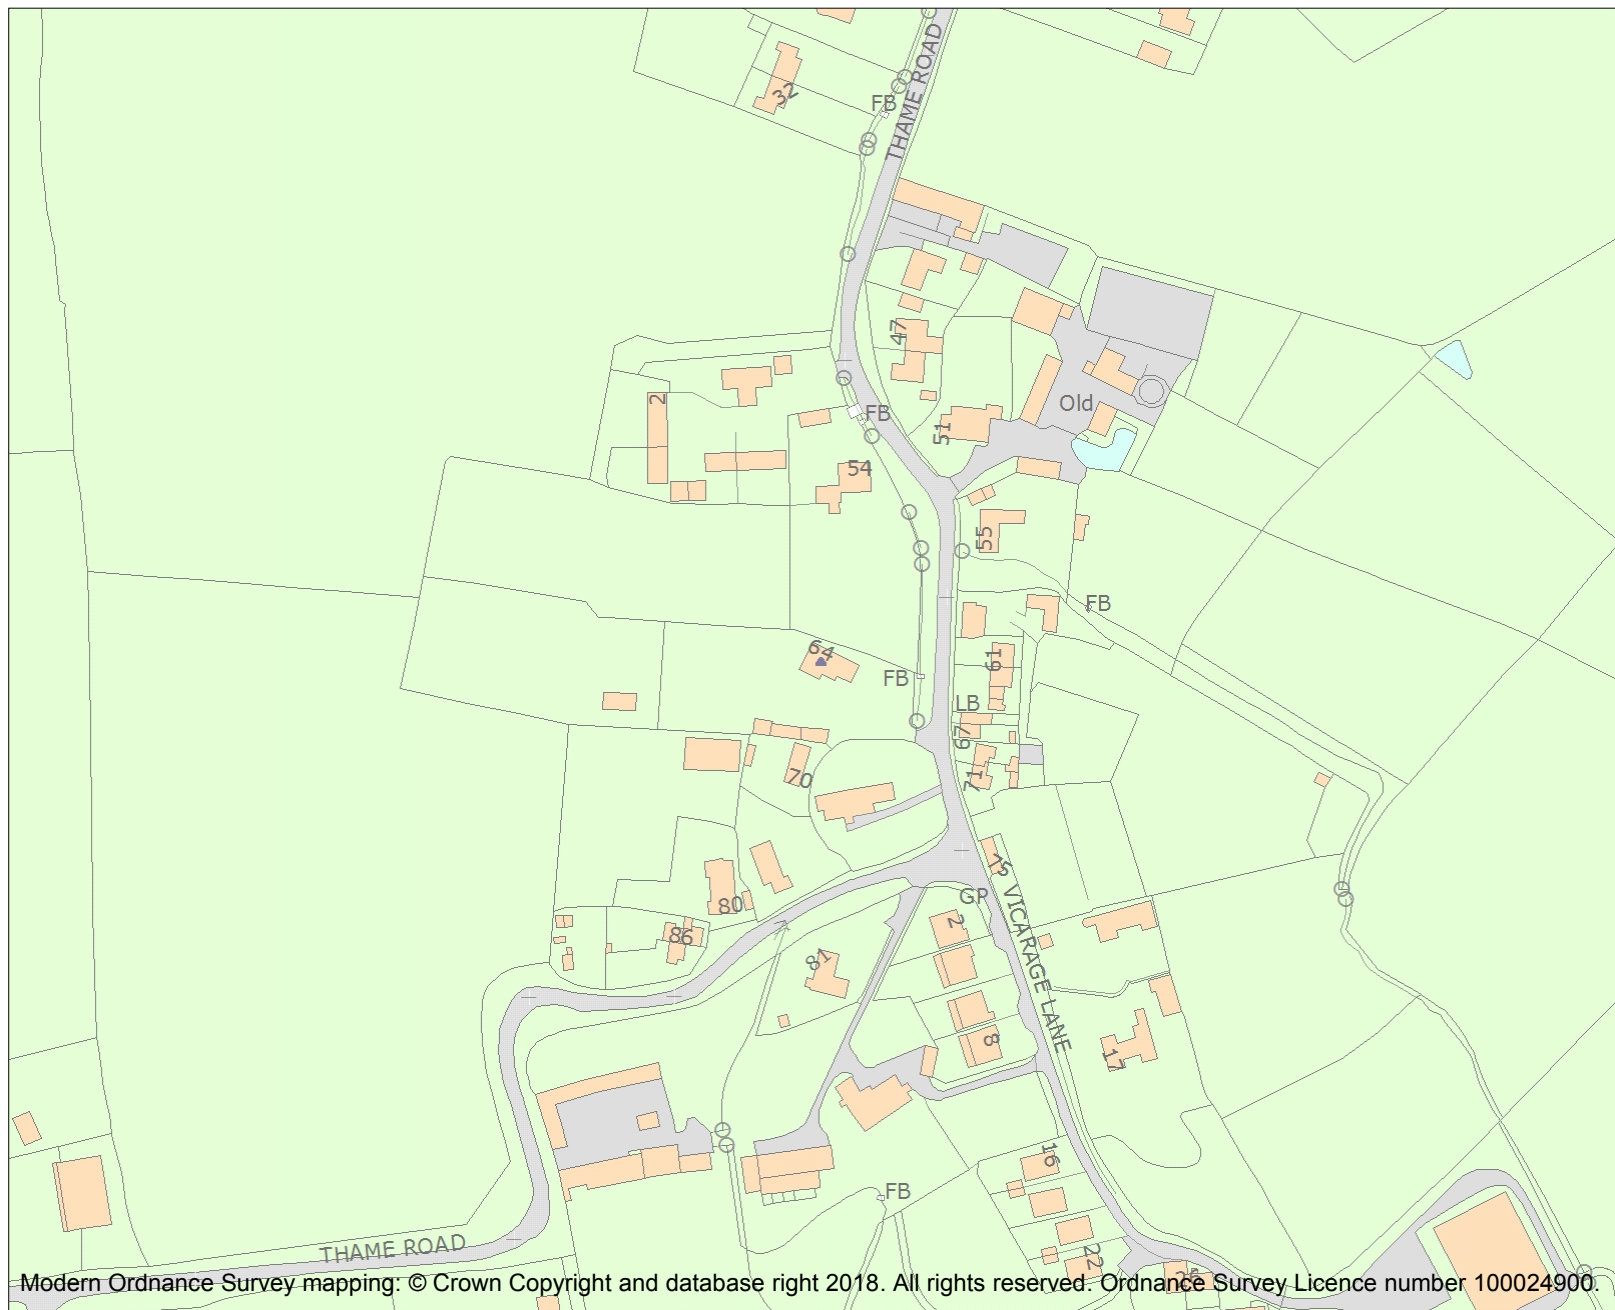 THAME ROAD
32
FB
47
2
FB
Old
51
54
55
FB
64
61
FB
LB
67
71
70
75
VICARAGE LANE
GP
80
2
86
81
8
17
16
FB
THAME ROAD
22
26
Modern Ordnance Survey mapping: © Crown Copyright and database right 2018. All rights reserved. Ordnance Survey Licence number 100024900.